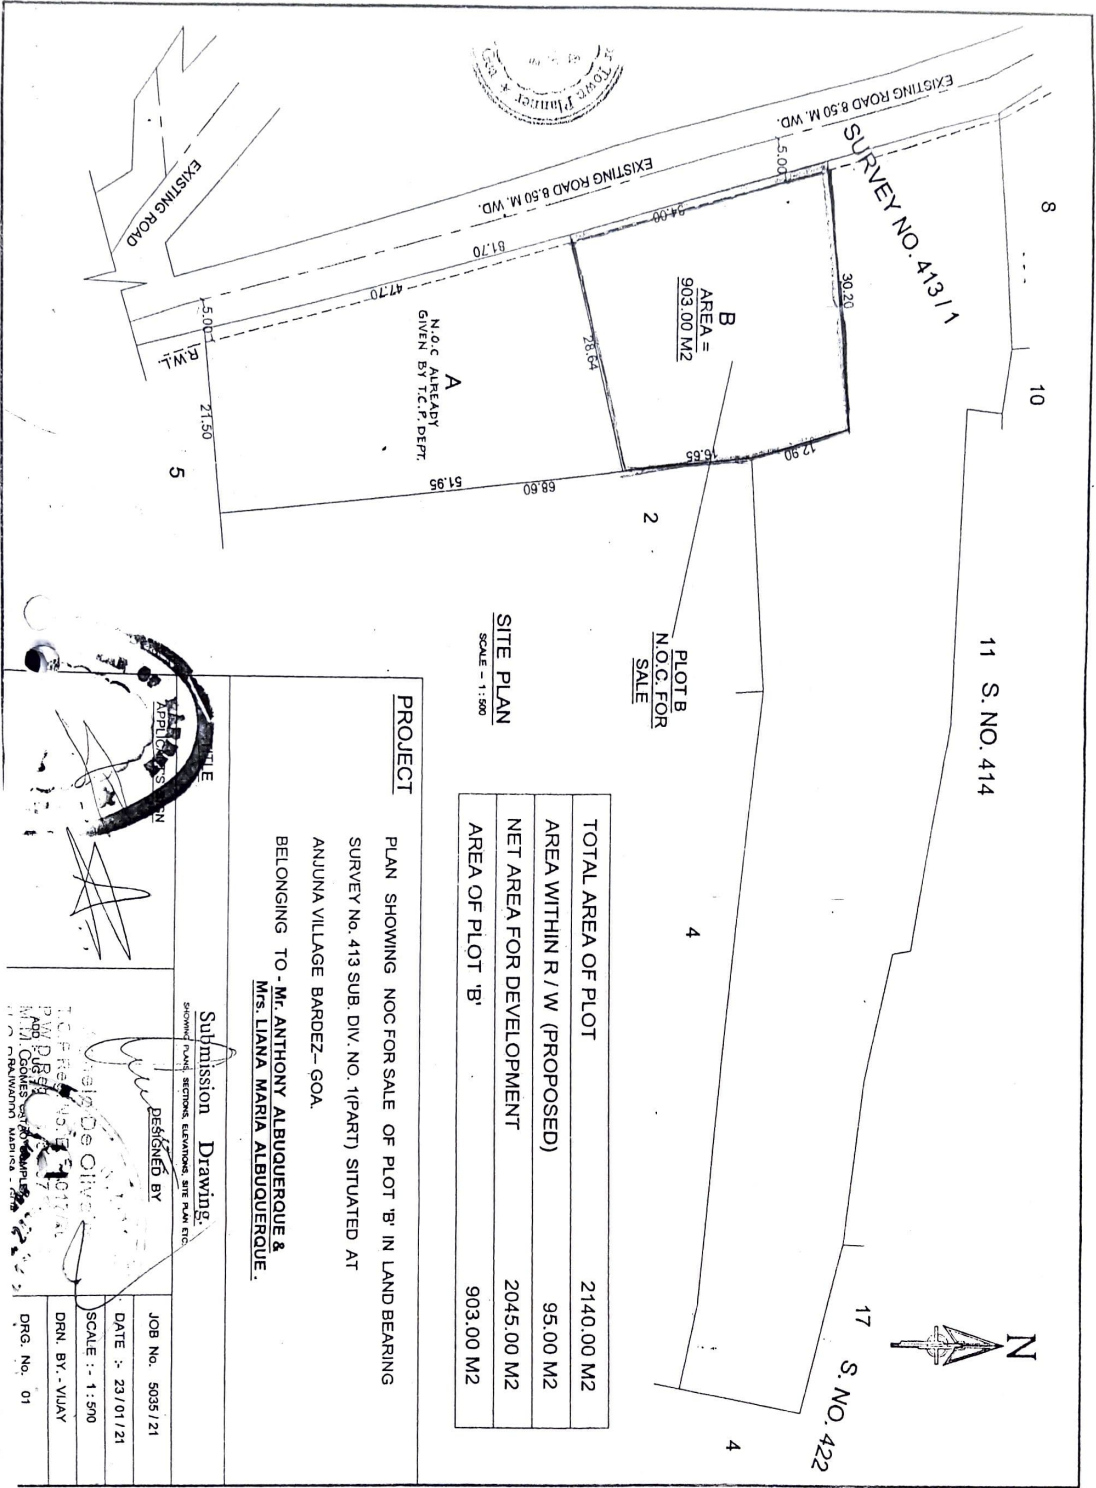 N
8
10
11 S. NO. 414
17 S. NO. 422
4
4
2
5
SURVEY NO. 413 / 1
EXISTING ROAD 8.50 M. WD.
EXISTING ROAD 8.50 M. WD.
EXISTING ROAD
5.00
34.00
30.20
B
AREA =
903.00 M2
28.64
12.90
16.65
81.70
47.70
A
N.O.C ALREADY
GIVEN BY T.C.P. DEPT.
5.00
R.W.L
21.50
51.95
68.60
PLOT B
N.O.C. FOR
SALE
SITE PLAN
SCALE - 1 : 500
TOTAL AREA OF PLOT 2140.00 M2
AREA WITHIN R / W (PROPOSED) 95.00 M2
NET AREA FOR DEVELOPMENT 2045.00 M2
AREA OF PLOT 'B' 903.00 M2
PROJECT
PLAN SHOWING NOC FOR SALE OF PLOT 'B' IN LAND BEARING
SURVEY No. 413 SUB. DIV. NO. 1(PART) SITUATED AT
ANJUNA VILLAGE BARDEZ– GOA.
BELONGING TO - Mr. ANTHONY ALBUQUERQUE &
Mrs. LIANA MARIA ALBUQUERQUE.
Submission Drawing:
SHOWING PLANS, SECTIONS, ELEVATIONS, SITE PLAN ETC.
DESIGNED BY
JOB No. 5035 / 21
DATE :- 23 / 01 / 21
SCALE :- 1 : 500
DRN. BY. - VIJAY
DRG. No. 01
Town Planner